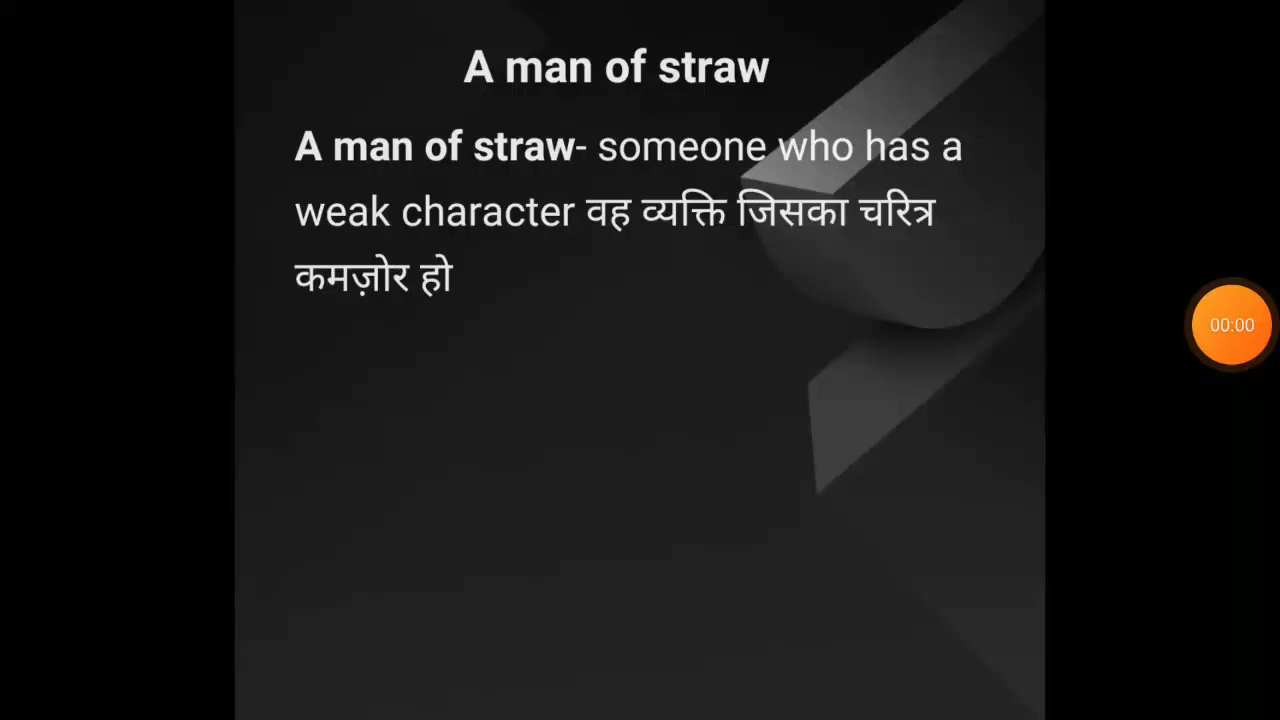 A man of straw
A man of straw- someone who has a
weak character वह व्यक्ति जिसका चरित्र
कमज़ोर हो
00:00